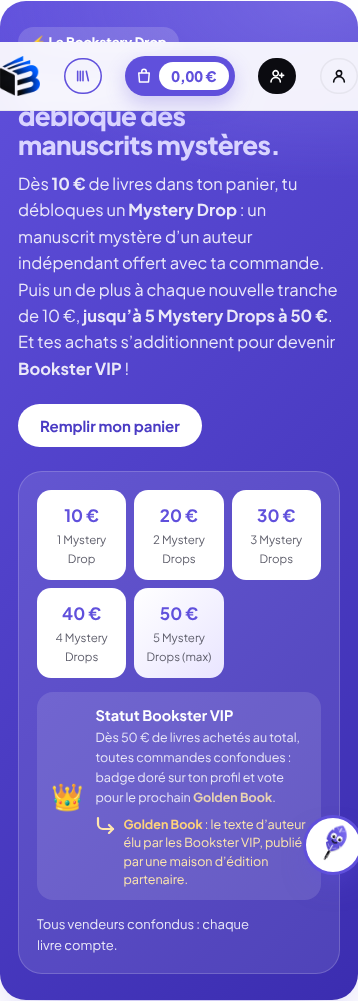 ⚡ Le Bookstery Drop
0,00 €
débloque des
manuscrits mystères.
Dès 10 € de livres dans ton panier, tu
débloques un Mystery Drop : un
manuscrit mystère d'un auteur
indépendant offert avec ta commande.
Puis un de plus à chaque nouvelle tranche
de 10 €, jusqu'à 5 Mystery Drops à 50 €.
Et tes achats s'additionnent pour devenir
Bookster VIP !
Remplir mon panier
10 €
1 Mystery
Drop
20 €
2 Mystery
Drops
30 €
3 Mystery
Drops
40 €
4 Mystery
Drops
50 €
5 Mystery
Drops (max)
Statut Bookster VIP
Dès 50 € de livres achetés au total,
toutes commandes confondues :
badge doré sur ton profil et vote
pour le prochain Golden Book.
Golden Book : le texte d'auteur
élu par les Bookster VIP, publié
par une maison d'édition
partenaire.
Tous vendeurs confondus : chaque
livre compte.